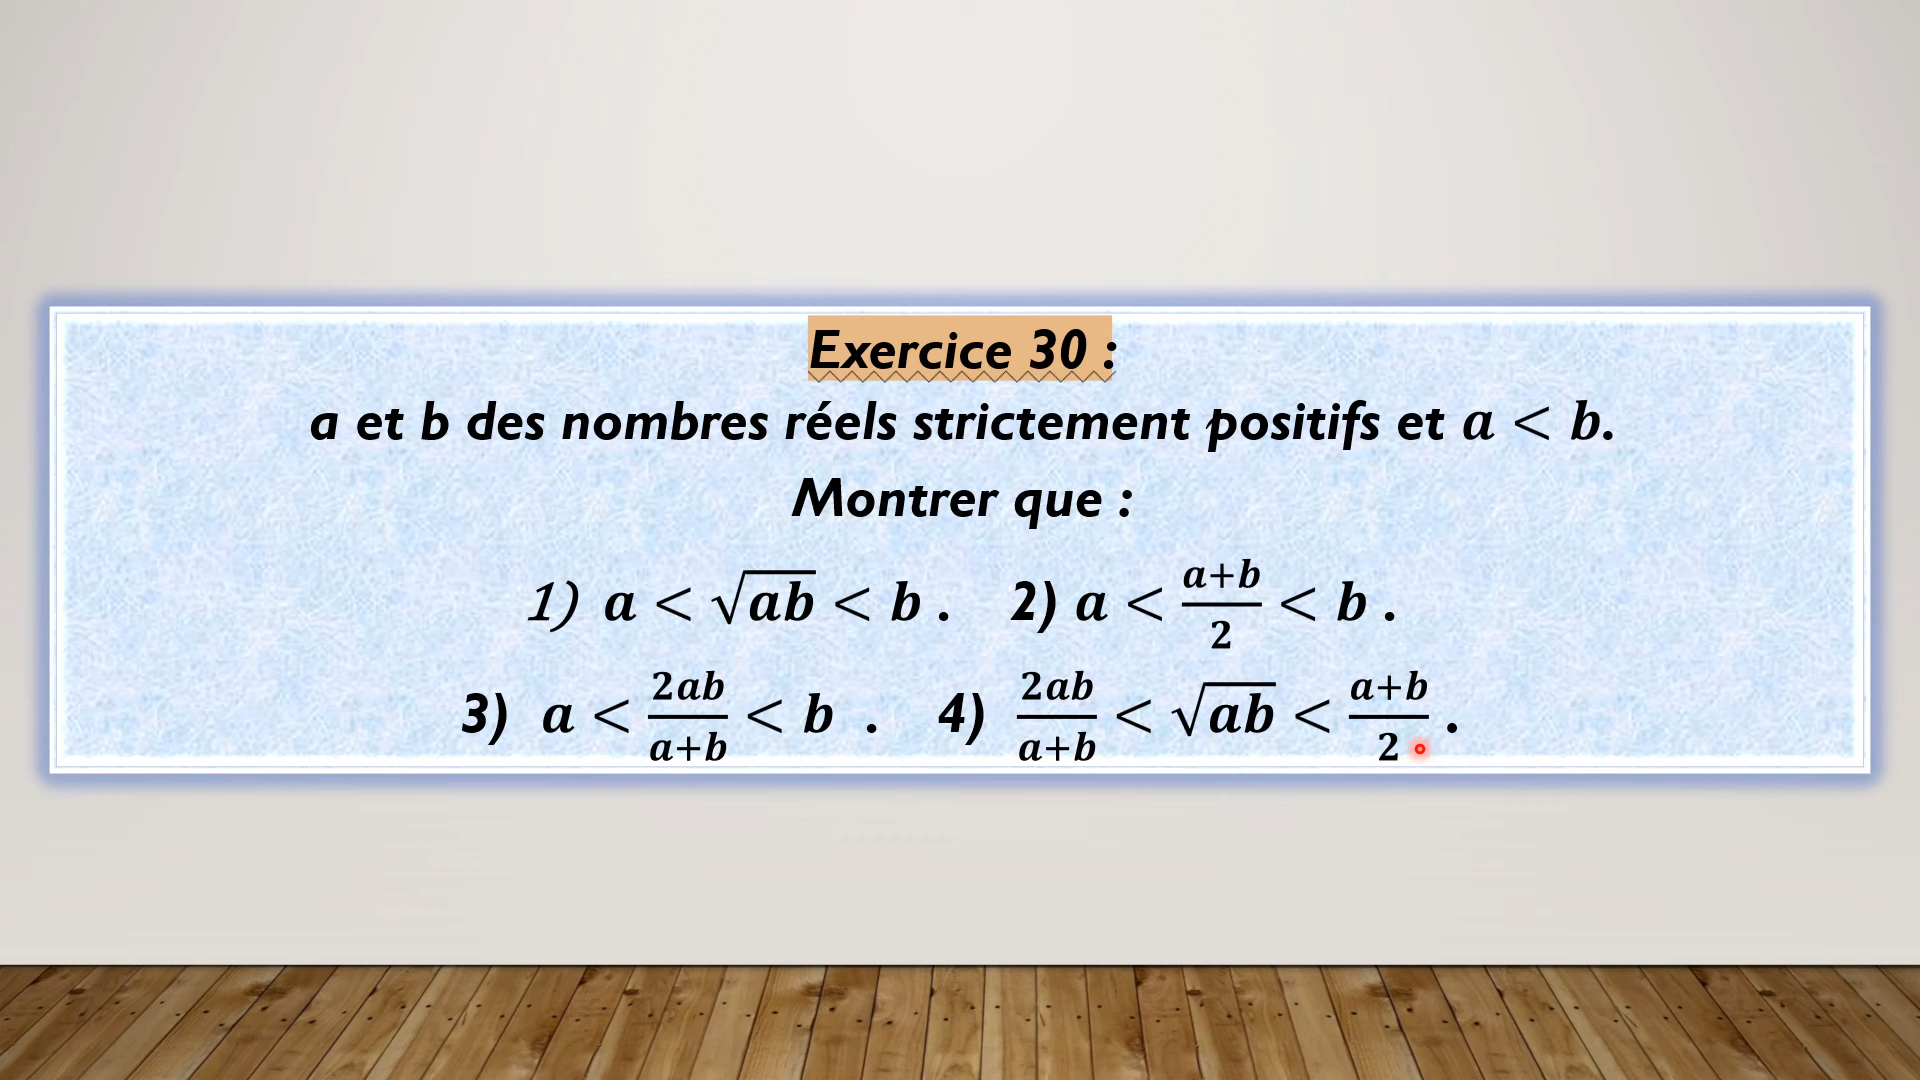 Exercice 30 :
a et b des nombres réels strictement positifs et a < b.
Montrer que :
1) a < √ab < b . 2) a < (a+b)/2 < b .
3) a < 2ab/(a+b) < b . 4) 2ab/(a+b) < √ab < (a+b)/2 .